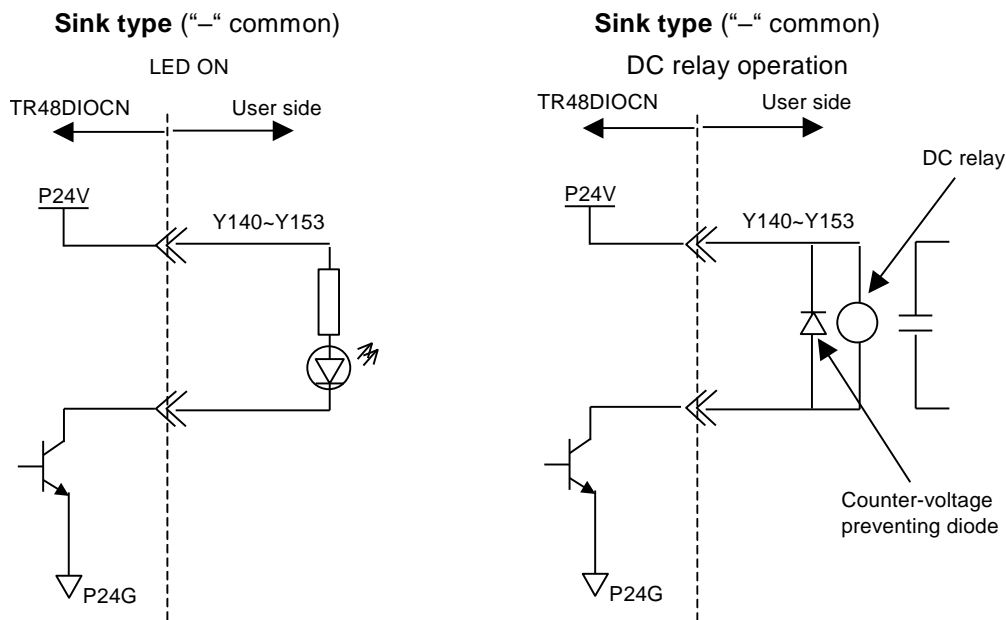 Sink type (“–“ common)
LED ON
TR48DIOCN
User side
P24V
Y140~Y153
P24G
Sink type (“–“ common)
DC relay operation
TR48DIOCN
User side
DC relay
P24V
Y140~Y153
Counter-voltage
preventing diode
P24G